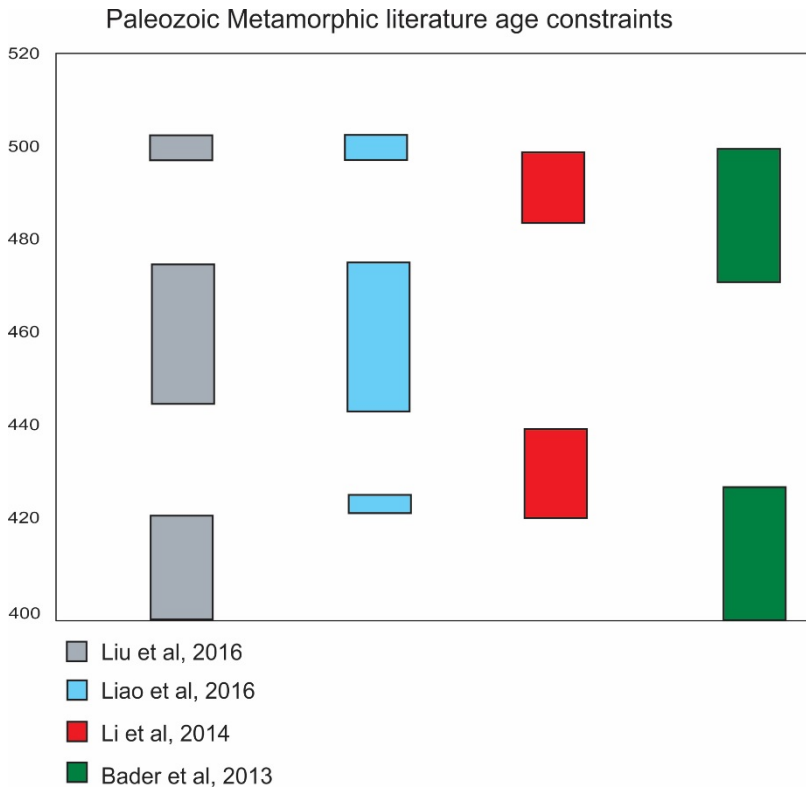 Paleozoic Metamorphic literature age constraints
520
500
480
460
440
420
400
Liu et al, 2016
Liao et al, 2016
Li et al, 2014
Bader et al, 2013